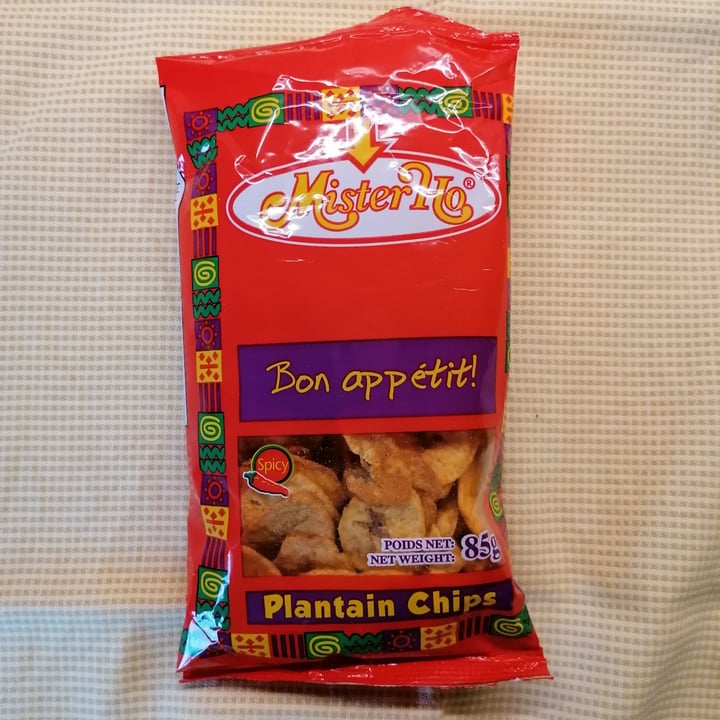 Mister Ho®
Bon appétit!
Spicy
POIDS NET:
NET WEIGHT: 85g
Plantain Chips